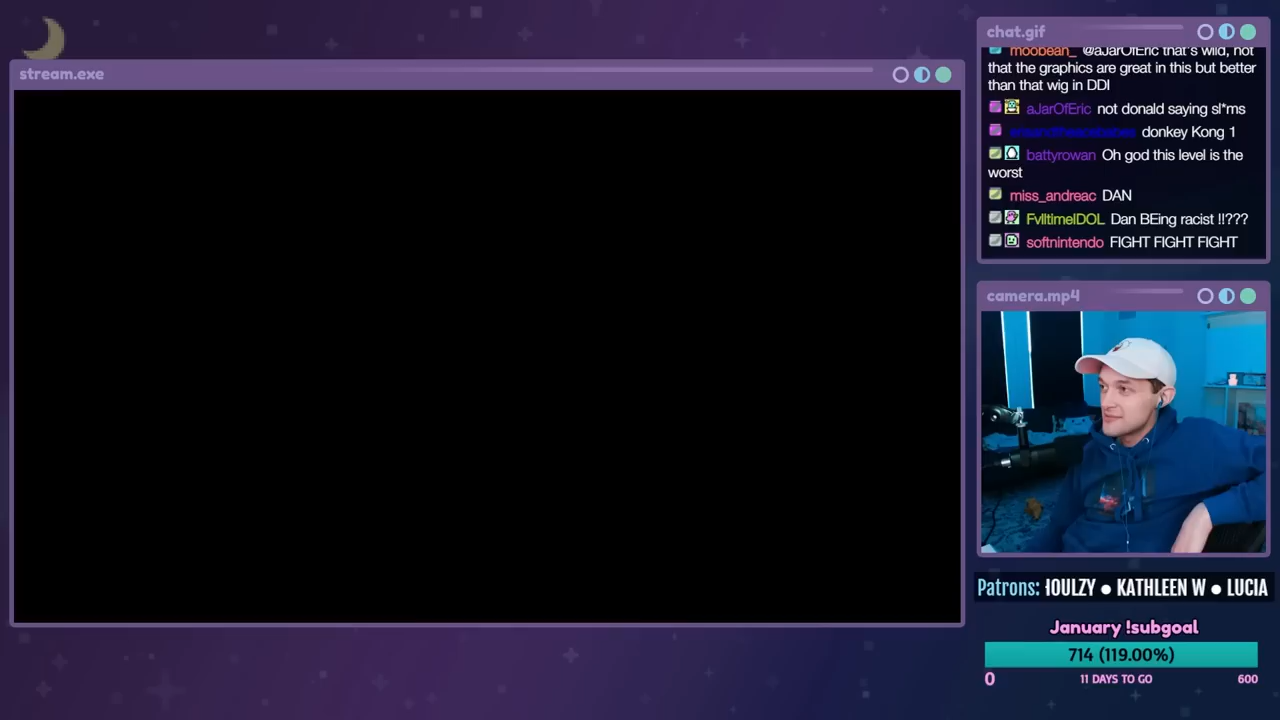 stream.exe
chat.gif
moobean_ @aJarOfEric that's wild, not
that the graphics are great in this but better
than that wig in DDI
aJarOfEric not donald saying sl*ms
donkey Kong 1
battyrowan Oh god this level is the
worst
miss_andreac DAN
FvlltimeIDOL Dan BEing racist !!???
softnintendo FIGHT FIGHT FIGHT
camera.mp4
Patrons: HOULZY ● KATHLEEN W ● LUCIA
January !subgoal
714 (119.00%)
0 11 DAYS TO GO 600